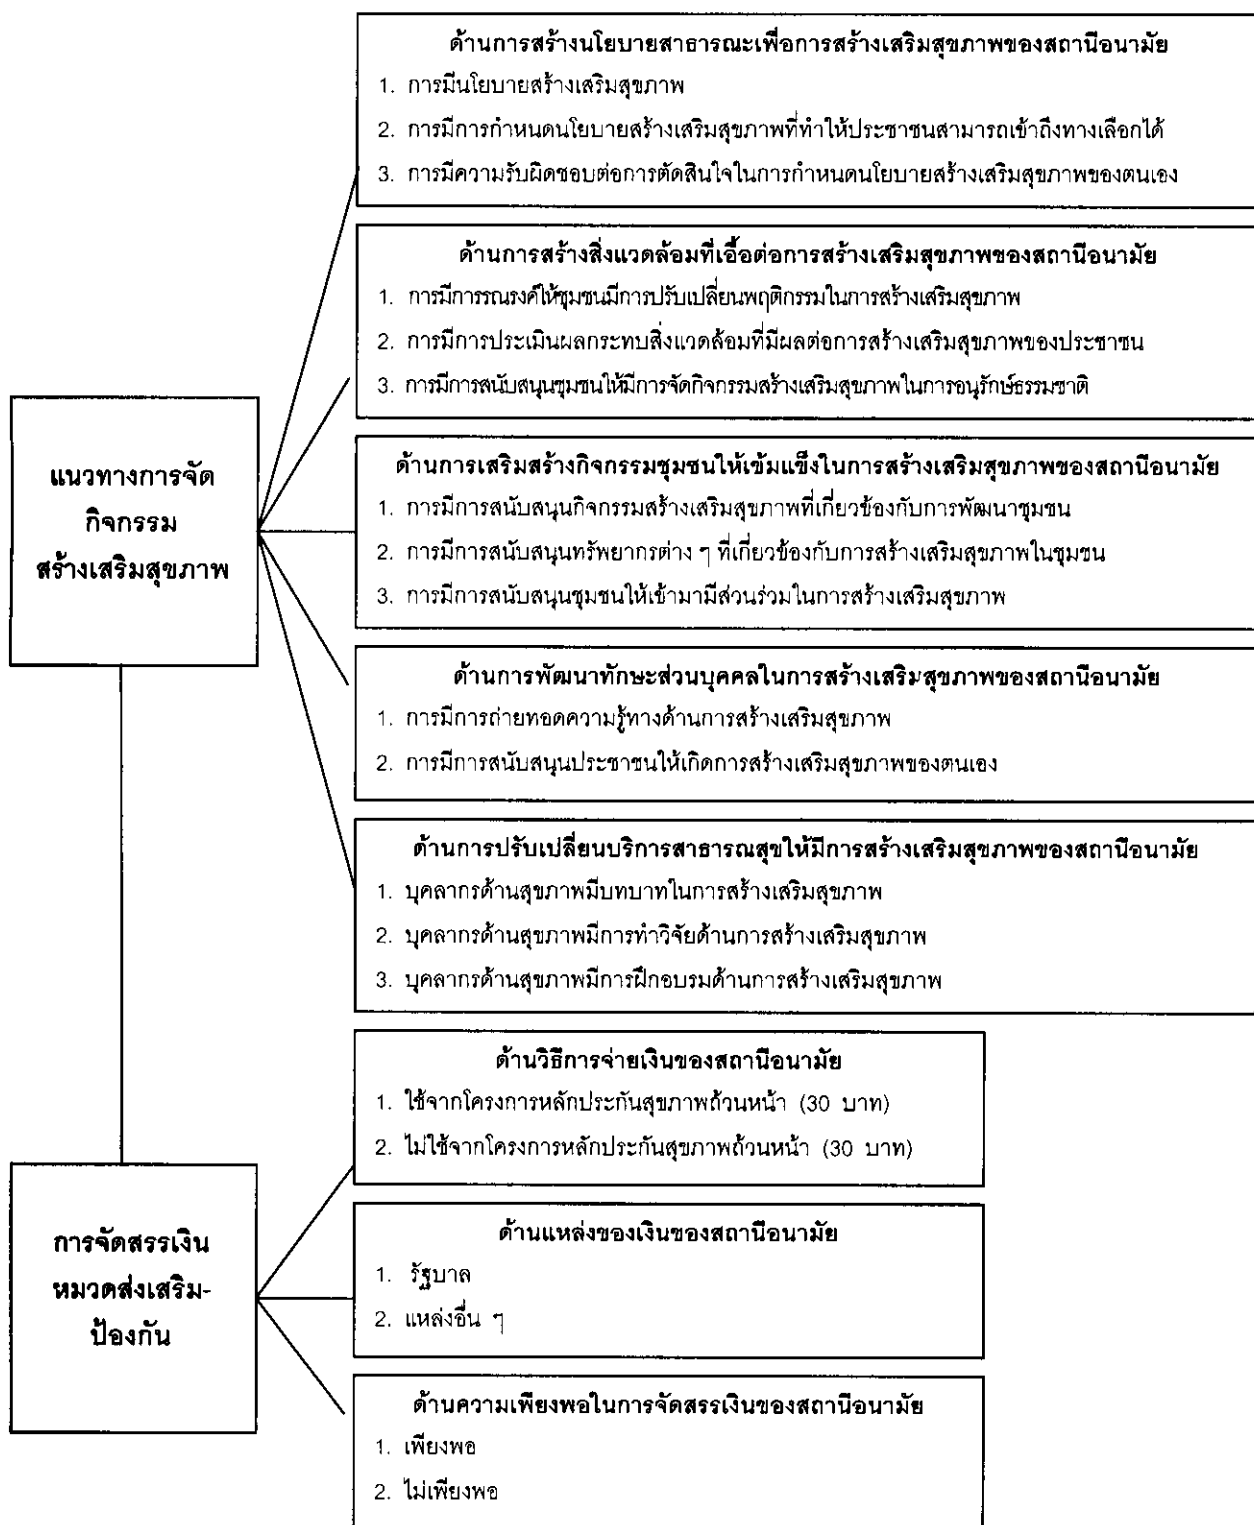 ด้านการสร้างนโยบายสาธารณะเพื่อการสร้างเสริมสุขภาพของสถานีอนามัย
1. การมีนโยบายสร้างเสริมสุขภาพ
2. การมีการกำหนดนโยบายสร้างเสริมสุขภาพที่ทำให้ประชาชนสามารถเข้าถึงทางเลือกได้
3. การมีความรับผิดชอบต่อการตัดสินใจในการกำหนดนโยบายสร้างเสริมสุขภาพของตนเอง
ด้านการสร้างสิ่งแวดล้อมที่เอื้อต่อการสร้างเสริมสุขภาพของสถานีอนามัย
1. การมีการรณรงค์ให้ชุมชนมีการปรับเปลี่ยนพฤติกรรมในการสร้างเสริมสุขภาพ
2. การมีการประเมินผลกระทบสิ่งแวดล้อมที่มีผลต่อการสร้างเสริมสุขภาพของประชาชน
3. การมีการสนับสนุนชุมชนให้มีการจัดกิจกรรมสร้างเสริมสุขภาพในการอนุรักษ์ธรรมชาติ
แนวทางการจัด
กิจกรรม
สร้างเสริมสุขภาพ
ด้านการเสริมสร้างกิจกรรมชุมชนให้เข้มแข็งในการสร้างเสริมสุขภาพของสถานีอนามัย
1. การมีการสนับสนุนกิจกรรมสร้างเสริมสุขภาพที่เกี่ยวข้องกับการพัฒนาชุมชน
2. การมีการสนับสนุนทรัพยากรต่าง ๆ ที่เกี่ยวข้องกับการสร้างเสริมสุขภาพในชุมชน
3. การมีการสนับสนุนชุมชนให้เข้ามามีส่วนร่วมในการสร้างเสริมสุขภาพ
ด้านการพัฒนาทักษะส่วนบุคคลในการสร้างเสริมสุขภาพของสถานีอนามัย
1. การมีการถ่ายทอดความรู้ทางด้านการสร้างเสริมสุขภาพ
2. การมีการสนับสนุนประชาชนให้เกิดการสร้างเสริมสุขภาพของตนเอง
ด้านการปรับเปลี่ยนบริการสาธารณสุขให้มีการสร้างเสริมสุขภาพของสถานีอนามัย
1. บุคลากรด้านสุขภาพมีบทบาทในการสร้างเสริมสุขภาพ
2. บุคลากรด้านสุขภาพมีการทำวิจัยด้านการสร้างเสริมสุขภาพ
3. บุคลากรด้านสุขภาพมีการฝึกอบรมด้านการสร้างเสริมสุขภาพ
ด้านวิธีการจ่ายเงินของสถานีอนามัย
1. ใช้จากโครงการหลักประกันสุขภาพถ้วนหน้า (30 บาท)
2. ไม่ใช้จากโครงการหลักประกันสุขภาพถ้วนหน้า (30 บาท)
การจัดสรรเงิน
หมวดส่งเสริม-
ป้องกัน
ด้านแหล่งของเงินของสถานีอนามัย
1. รัฐบาล
2. แหล่งอื่น ๆ
ด้านความเพียงพอในการจัดสรรเงินของสถานีอนามัย
1. เพียงพอ
2. ไม่เพียงพอ